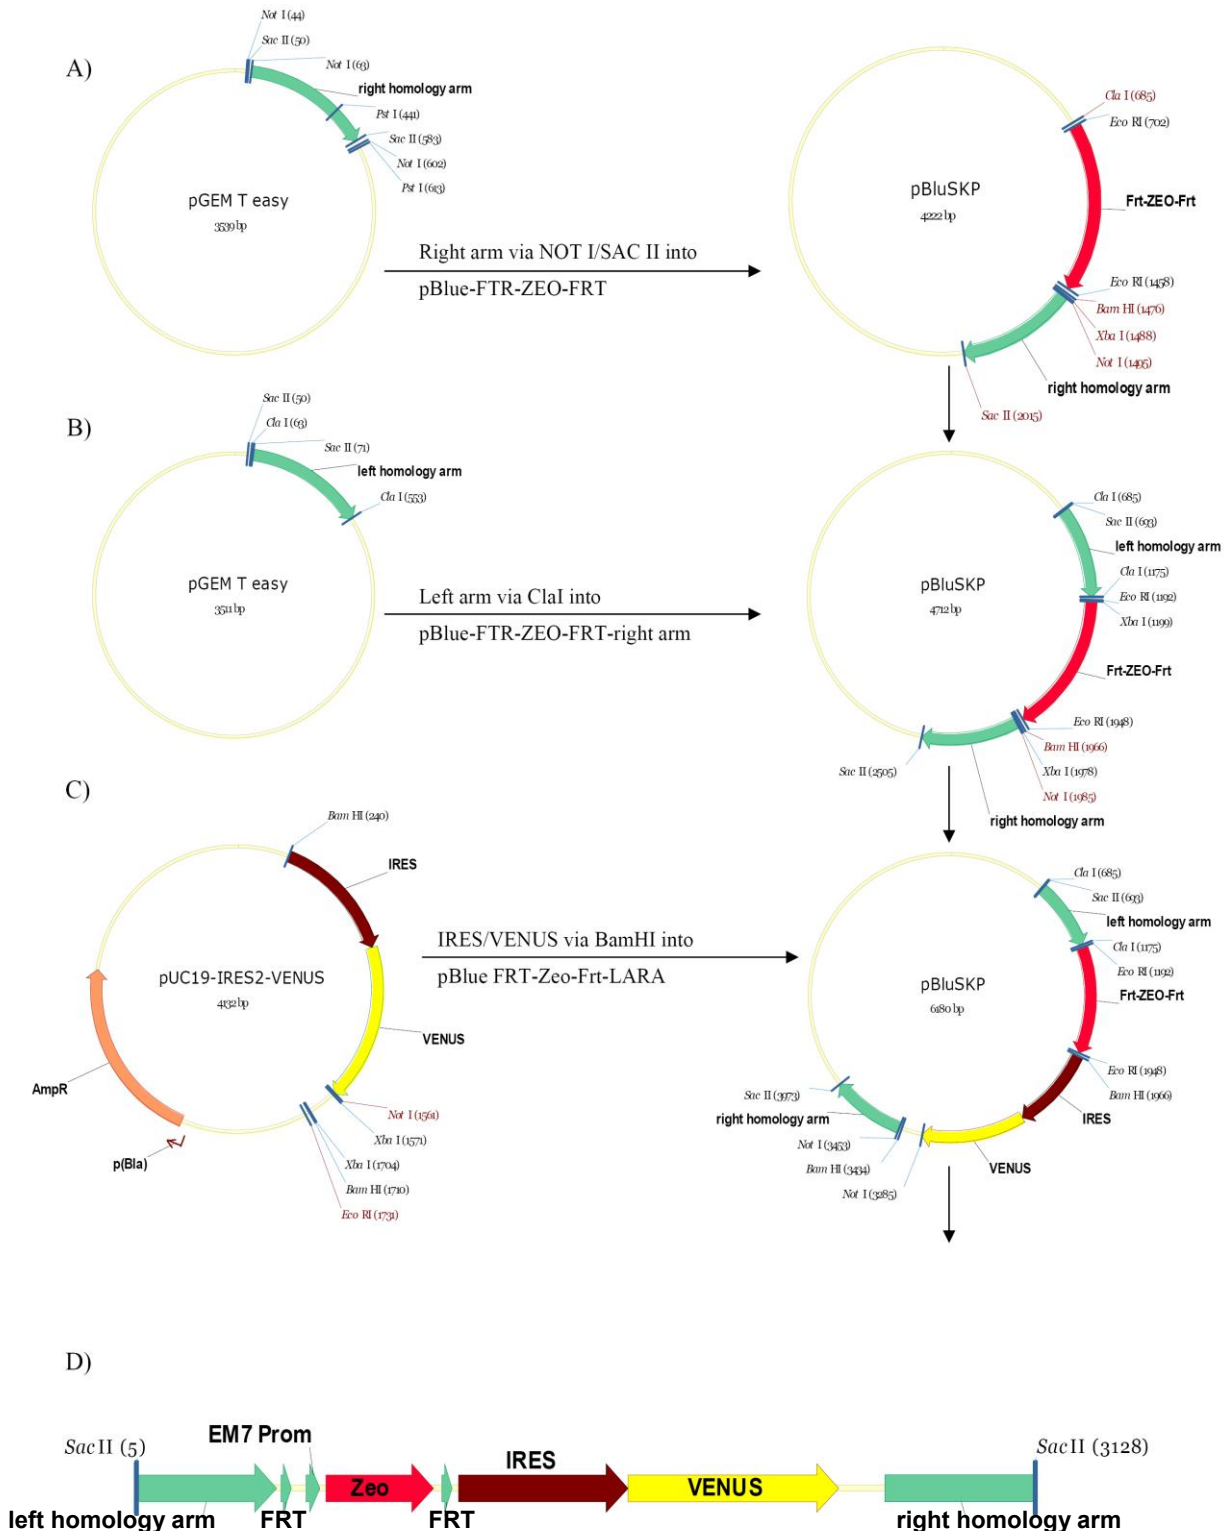 A)
Not I (44)
Sac II (50)
Not I (63)
right homology arm
Pst I (441)
Sac II (583)
Not I (602)
Pst I (613)
pGEM T easy
3539 bp
Right arm via NOT I/SAC II into
pBlue-FTR-ZEO-FRT
Cla I (685)
Eco RI (702)
pBluSKP
4222 bp
Frt-ZEO-Frt
Eco RI (1458)
Bam HI (1476)
Xba I (1488)
Not I (1495)
right homology arm
Sac II (2015)
B)
Sac II (50)
Cla I (63)
Sac II (71)
left homology arm
Cla I (553)
pGEM T easy
3511 bp
Left arm via ClaI into
pBlue-FTR-ZEO-FRT-right arm
Cla I (685)
Sac II (693)
left homology arm
Cla I (1175)
Eco RI (1192)
Xba I (1199)
pBluSKP
4712 bp
Frt-ZEO-Frt
Eco RI (1948)
Bam HI (1966)
Xba I (1978)
Not I (1985)
Sac II (2505)
right homology arm
C)
Bam HI (240)
IRES
pUC19-IRES2-VENUS
4132 bp
VENUS
AmpR
Not I (1561)
Xba I (1571)
Xba I (1704)
Bam HI (1710)
Eco RI (1731)
p(Bla)
IRES/VENUS via BamHI into
pBlue FRT-Zeo-Frt-LARA
Cla I (685)
Sac II (693)
left homology arm
Cla I (1175)
Eco RI (1192)
Frt-ZEO-Frt
pBluSKP
6180 bp
Eco RI (1948)
Bam HI (1966)
IRES
Sac II (3973)
right homology arm
Not I (3453)
Bam HI (3434)
Not I (3285)
VENUS
D)
Sac II (5)
EM7 Prom
IRES
Sac II (3128)
Zeo
VENUS
left homology arm
FRT
FRT
right homology arm